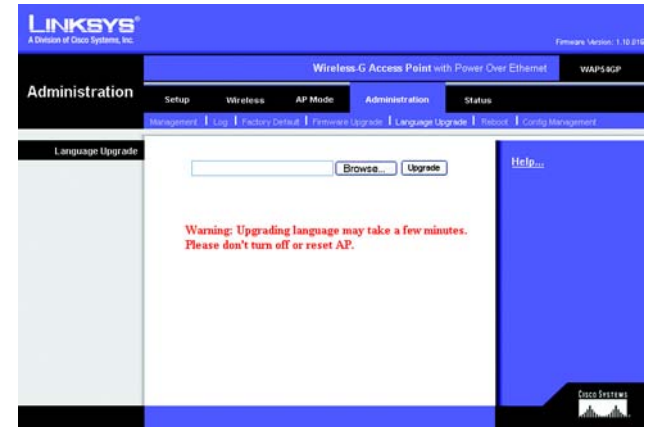 LINKSYS®
A Division of Cisco Systems, Inc.
Firmware Version: 1.10.016
Wireless-G Access Point with Power Over Ethernet
WAP54GP
Administration
Setup Wireless AP Mode Administration Status
Management | Log | Factory Default | Firmware Upgrade | Language Upgrade | Reboot | Config Management
Language Upgrade
Browse... Upgrade
Help...
Warning: Upgrading language may take a few minutes.
Please don't turn off or reset AP.
CISCO SYSTEMS